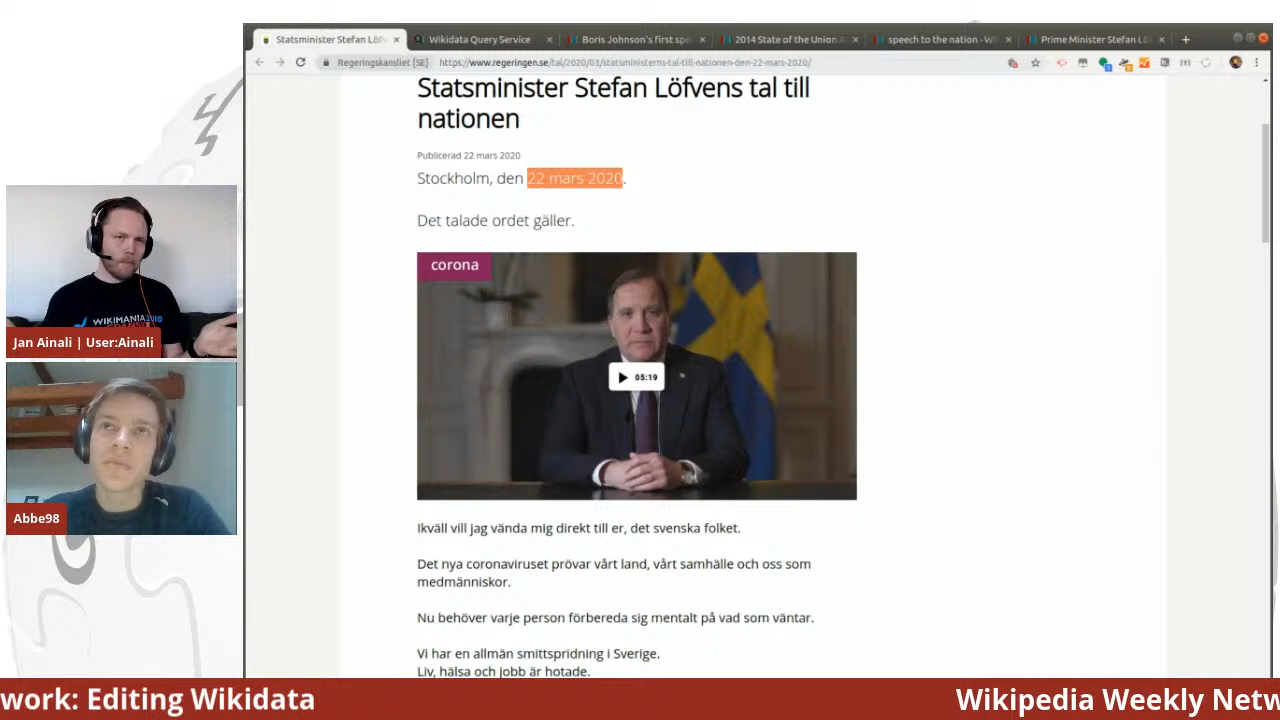 Statsminister Stefan Löfv
Wikidata Query Service
Boris Johnson's first spe
2014 State of the Union A
speech to the nation - Wi
Prime Minister Stefan Lö
Regeringskansliet [SE]
https://www.regeringen.se/tal/2020/03/statsministerns-tal-till-nationen-den-22-mars-2020/
Statsminister Stefan Löfvens tal till
nationen
Publicerad 22 mars 2020
Stockholm, den 22 mars 2020.
Det talade ordet gäller.
corona
05:19
Ikväll vill jag vända mig direkt till er, det svenska folket.
Det nya coronaviruset prövar vårt land, vårt samhälle och oss som
medmänniskor.
Nu behöver varje person förbereda sig mentalt på vad som väntar.
Vi har en allmän smittspridning i Sverige.
Liv, hälsa och jobb är hotade.
WIKIMANIA2010
Jan Ainali | User:Ainali
Abbe98
work: Editing Wikidata
Wikipedia Weekly Netw